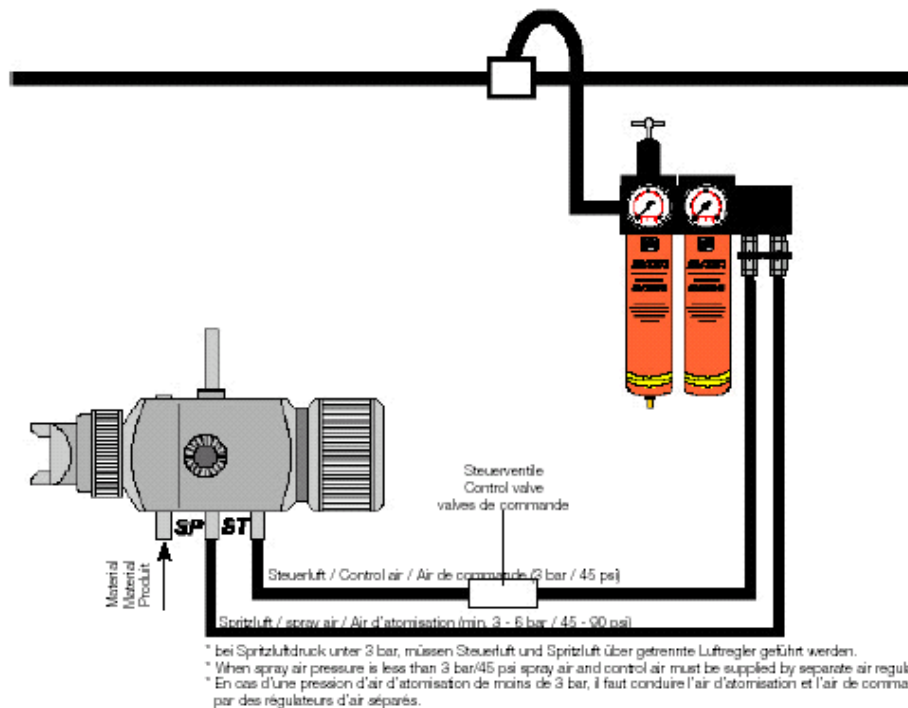 Steuerventile
Control valve
valves de commande
SP ST
Material
Material
Produit
Steuerluft / Control air / Air de commande (3 bar / 45 psi)
Spritzluft / spray air / Air d'atomisation (min. 3 - 6 bar / 45 - 90 psi)
* bei Spritzluftdruck unter 3 bar, müssen Steuerluft und Spritzluft über getrennte Luftregler geführt werden.
* When spray air pressure is less than 3 bar/45 psi spray air and control air must be supplied by separate air regula
* En cas d'une pression d'air d'atomisation de moins de 3 bar, il faut conduire l'air d'atomisation et l'air de comma
par des régulateurs d'air séparés.